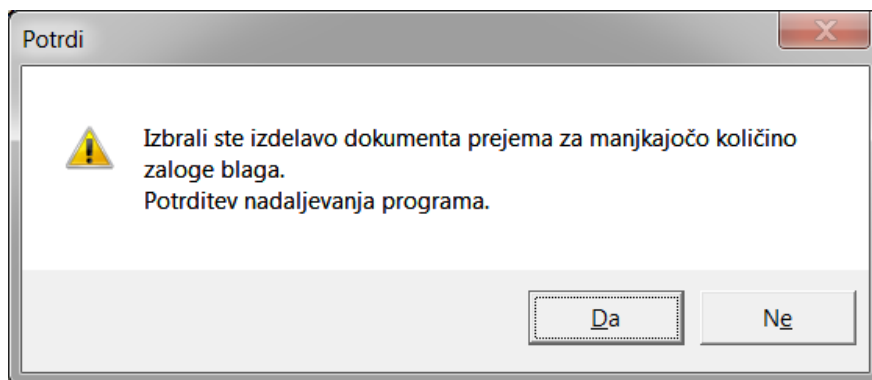 Potrdi
Izbrali ste izdelavo dokumenta prejema za manjkajočo količino
zaloge blaga.
Potrditev nadaljevanja programa.
Da
Ne